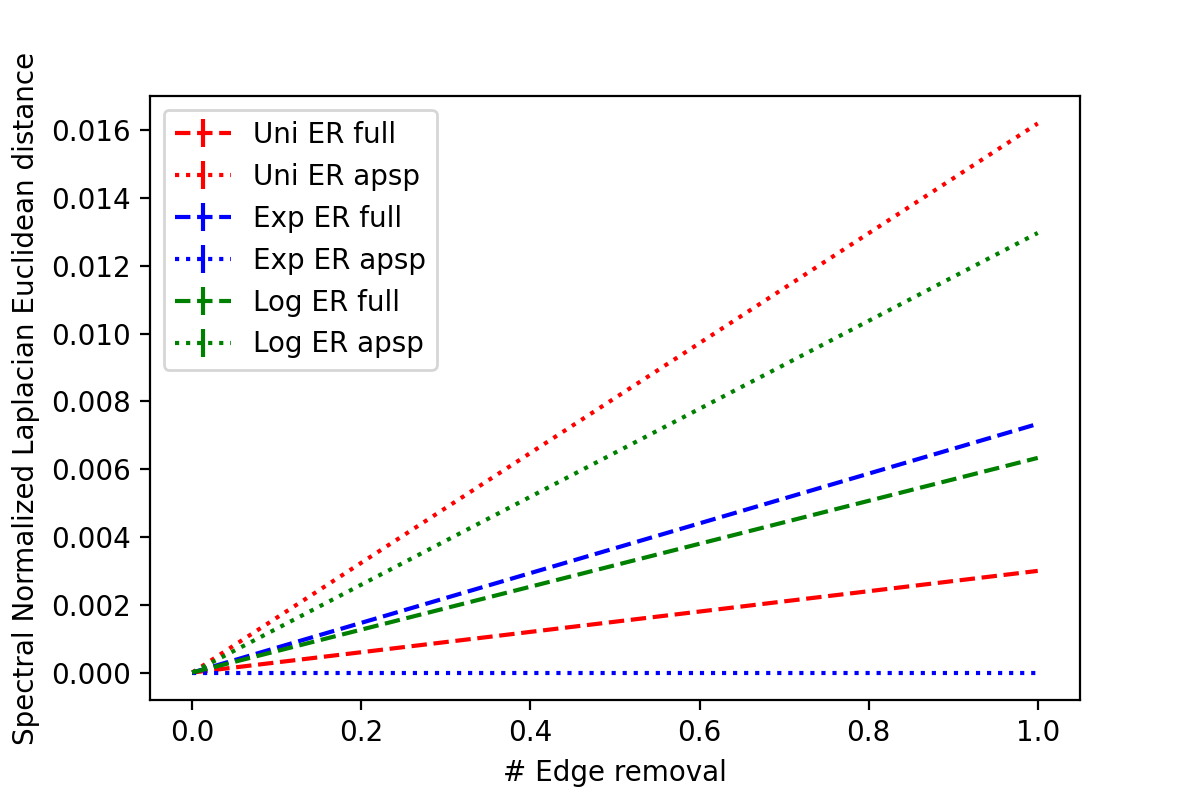 Spectral Normalized Laplacian Euclidean distance
0.016
0.014
0.012
0.010
0.008
0.006
0.004
0.002
0.000
Uni ER full
Uni ER apsp
Exp ER full
Exp ER apsp
Log ER full
Log ER apsp
0.0 0.2 0.4 0.6 0.8 1.0
# Edge removal